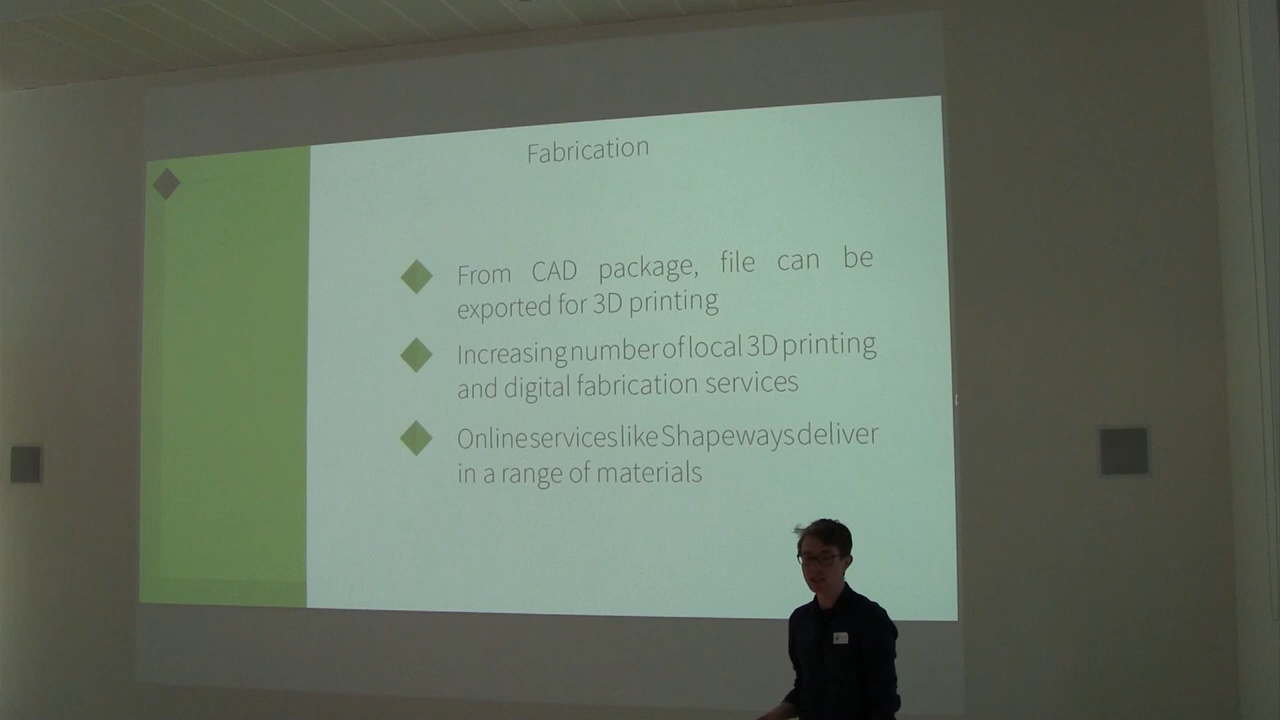 Fabrication
From CAD package, file can be
exported for 3D printing
Increasing number of local 3D printing
and digital fabrication services
Online services like Shapeways deliver
in a range of materials